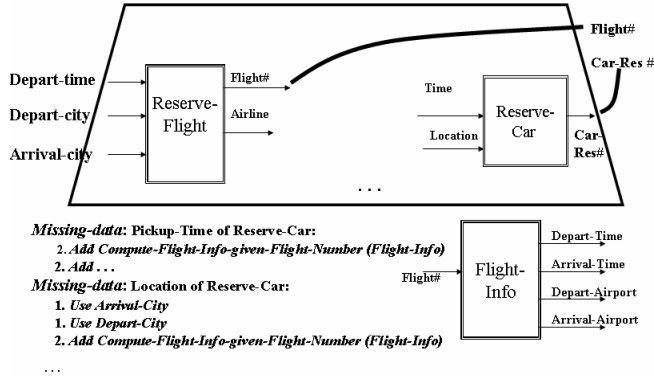 Flight#
Car-Res #
Depart-time
Depart-city
Arrival-city
Reserve-
Flight
Flight#
Airline
Time
Location
Reserve-
Car
Car-
Res#
. . .
Missing-data: Pickup-Time of Reserve-Car:
2. Add Compute-Flight-Info-given-Flight-Number (Flight-Info)
2. Add . . .
Missing-data: Location of Reserve-Car:
1. Use Arrival-City
1. Use Depart-City
2. Add Compute-Flight-Info-given-Flight-Number (Flight-Info)
. . .
Flight#
Flight-
Info
Depart-Time
Arrival-Time
Depart-Airport
Arrival-Airport